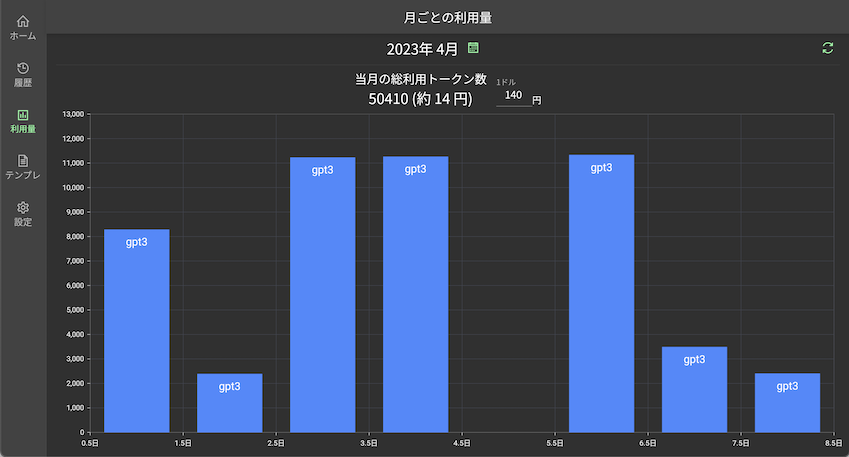 月ごとの利用量
ホーム
履歴
利用量
テンプレ
設定
2023年 4月
当月の総利用トークン数
50410 (約 14 円)
1ドル
140 円
13,000
12,000
11,000
10,000
9,000
8,000
7,000
6,000
5,000
4,000
3,000
2,000
1,000
0
gpt3
gpt3
gpt3
gpt3
gpt3
gpt3
gpt3
0.5日 1.5日 2.5日 3.5日 4.5日 5.5日 6.5日 7.5日 8.5日